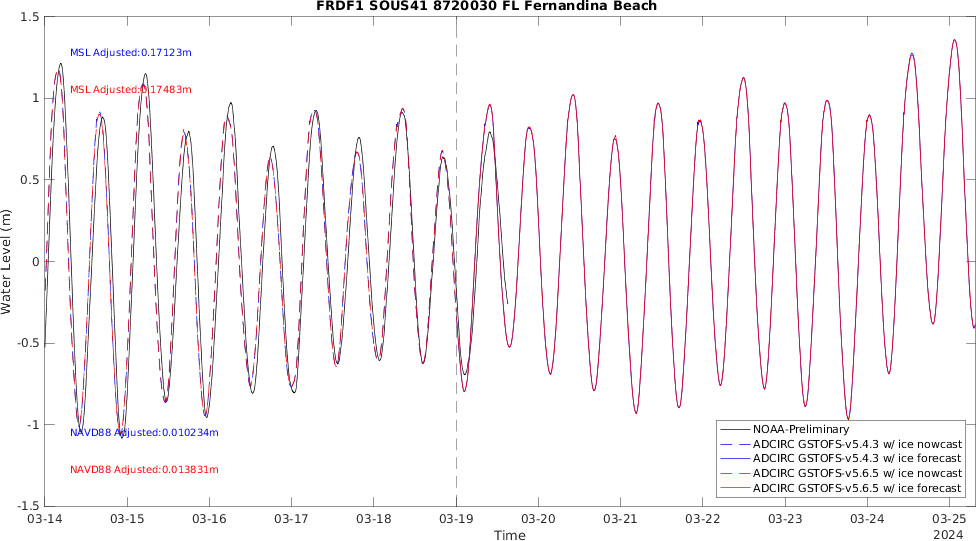 FRDF1 SOUS41 8720030 FL Fernandina Beach
MSL Adjusted:0.17123m
MSL Adjusted:0.17483m
NAVD88 Adjusted:0.010234m
NAVD88 Adjusted:0.013831m
Water Level (m)
1.5
1
0.5
0
-0.5
-1
-1.5
NOAA-Preliminary
ADCIRC GSTOFS-v5.4.3 w/ ice nowcast
ADCIRC GSTOFS-v5.4.3 w/ ice forecast
ADCIRC GSTOFS-v5.6.5 w/ ice nowcast
ADCIRC GSTOFS-v5.6.5 w/ ice forecast
03-14 03-15 03-16 03-17 03-18 03-19 03-20 03-21 03-22 03-23 03-24 03-25
Time
2024